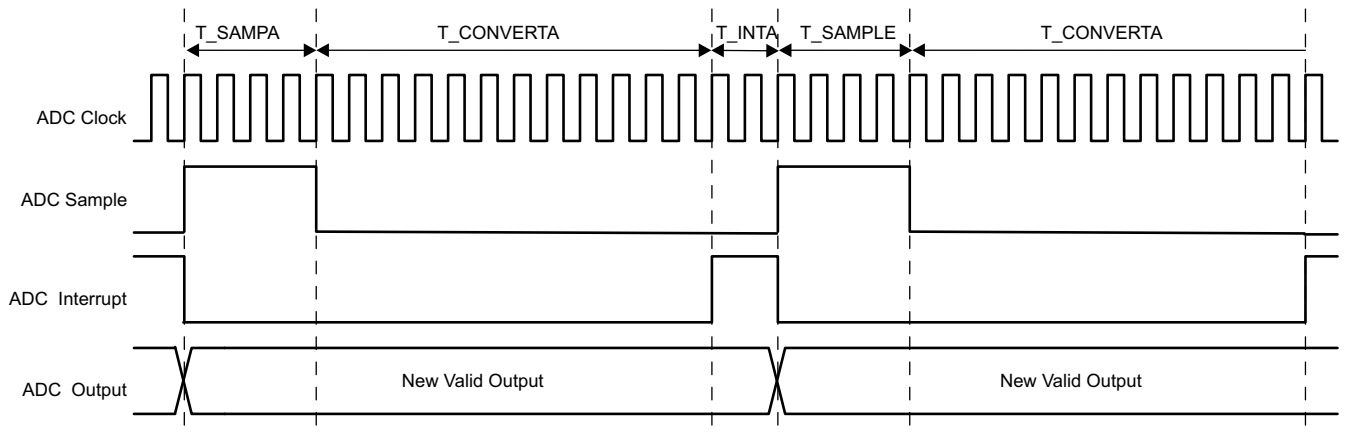 T_SAMPA
T_CONVERTA
T_INTA
T_SAMPLE
T_CONVERTA
ADC Clock
ADC Sample
ADC Interrupt
ADC Output
New Valid Output
New Valid Output